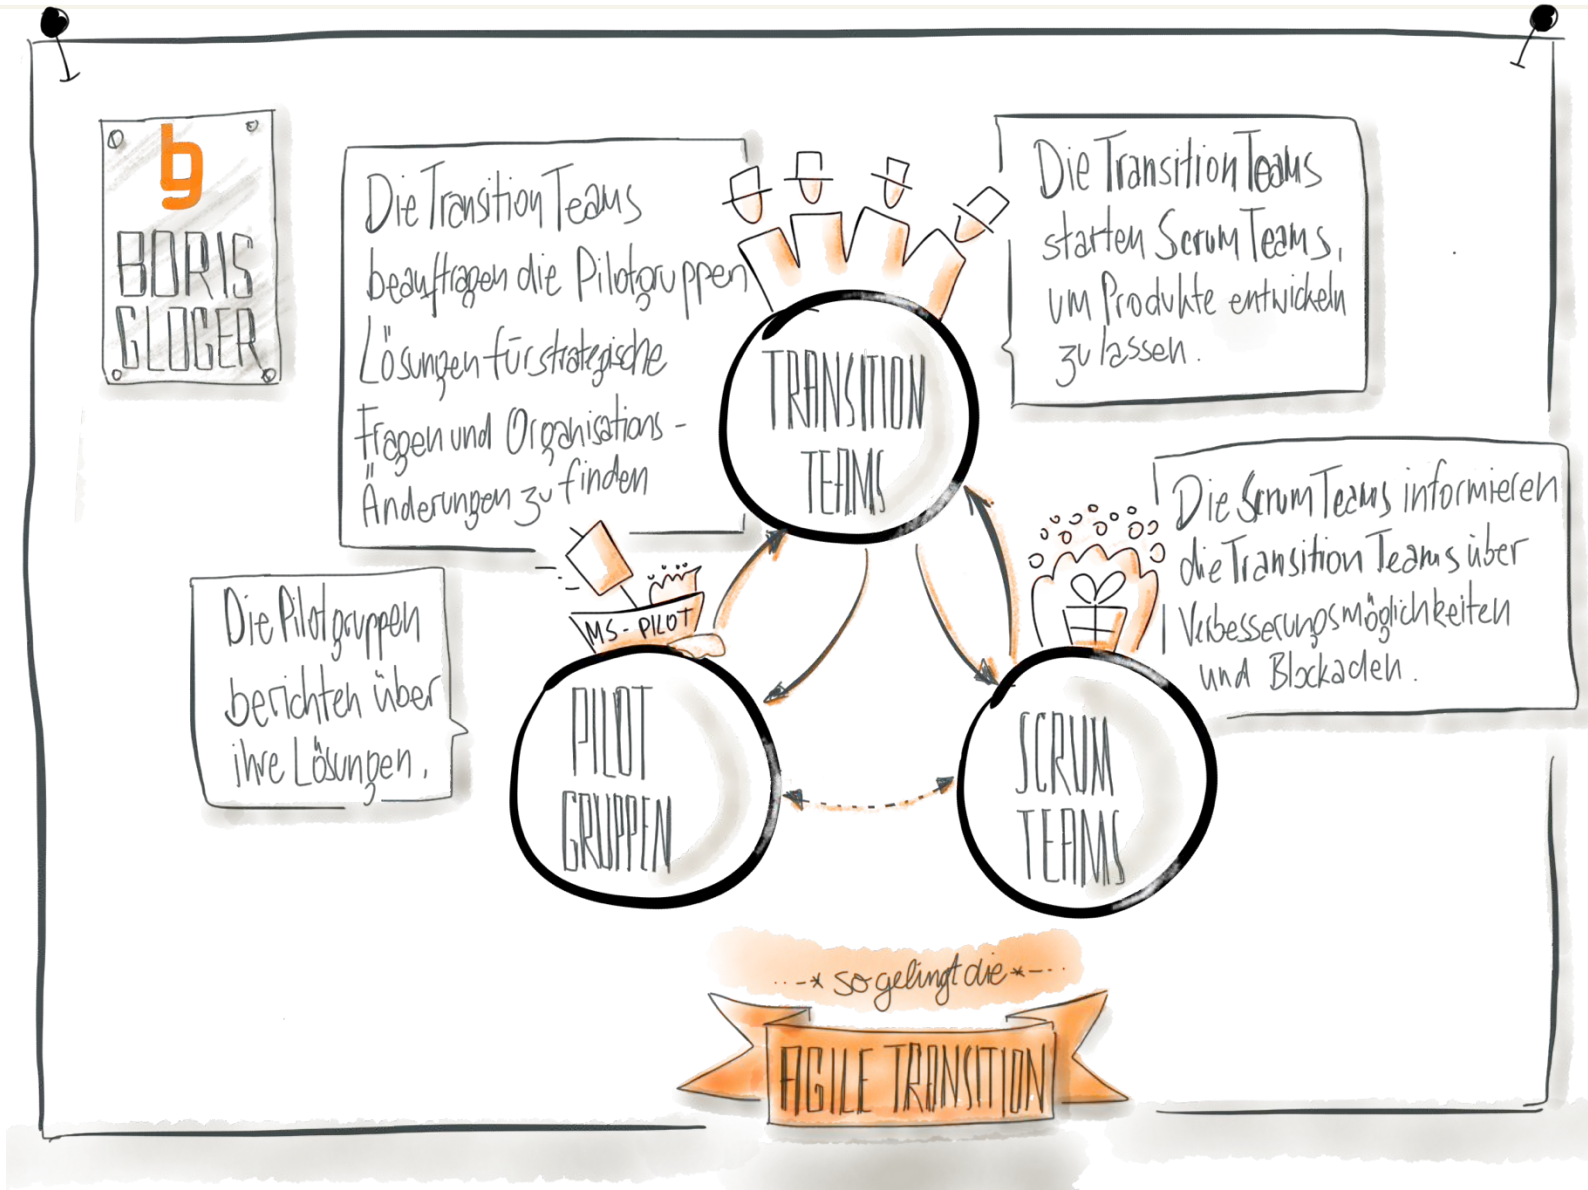 b
BORIS
GLOGER
Die Transition Teams
beauftragen die Pilotgruppen
Lösungen für strategische
Fragen und Organisations-
Änderungen zu finden
Die Transition Teams
starten Scrum Teams,
um Produkte entwickeln
zu lassen.
TRANSITION
TEAMS
Die Scrum Teams informieren
die Transition Teams über
Verbesserungsmöglichkeiten
und Blockaden.
Die Pilotgruppen
berichten über
ihre Lösungen.
MS-PILOT
PILOT
GRUPPEN
SCRUM
TEAMS
so gelingt die
AGILE TRANSITION